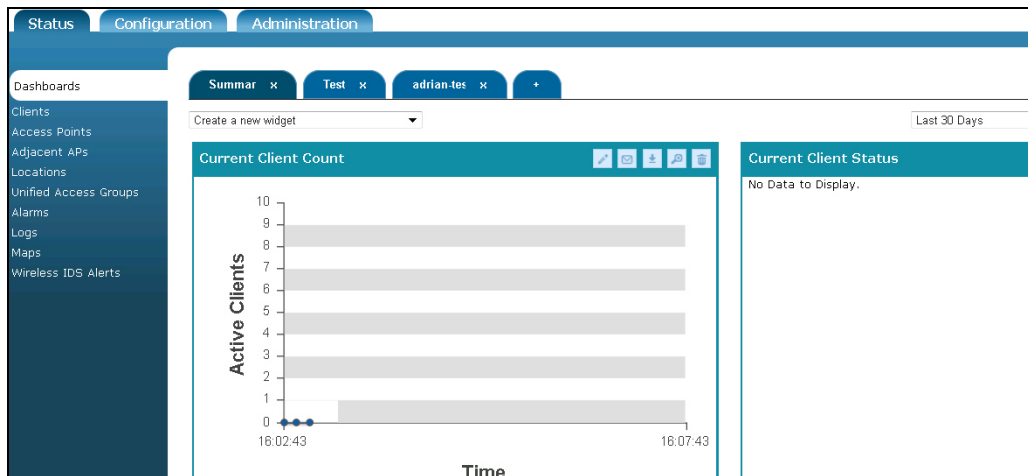 Status Configuration Administration
Dashboards
Clients
Access Points
Adjacent APs
Locations
Unified Access Groups
Alarms
Logs
Maps
Wireless IDS Alerts
Summar x Test x adrian-tes x +
Create a new widget
Last 30 Days
Current Client Count
10
9
8
7
6
5
4
3
2
1
0
Active Clients
16:02:43 16:07:43
Time
Current Client Status
No Data to Display.